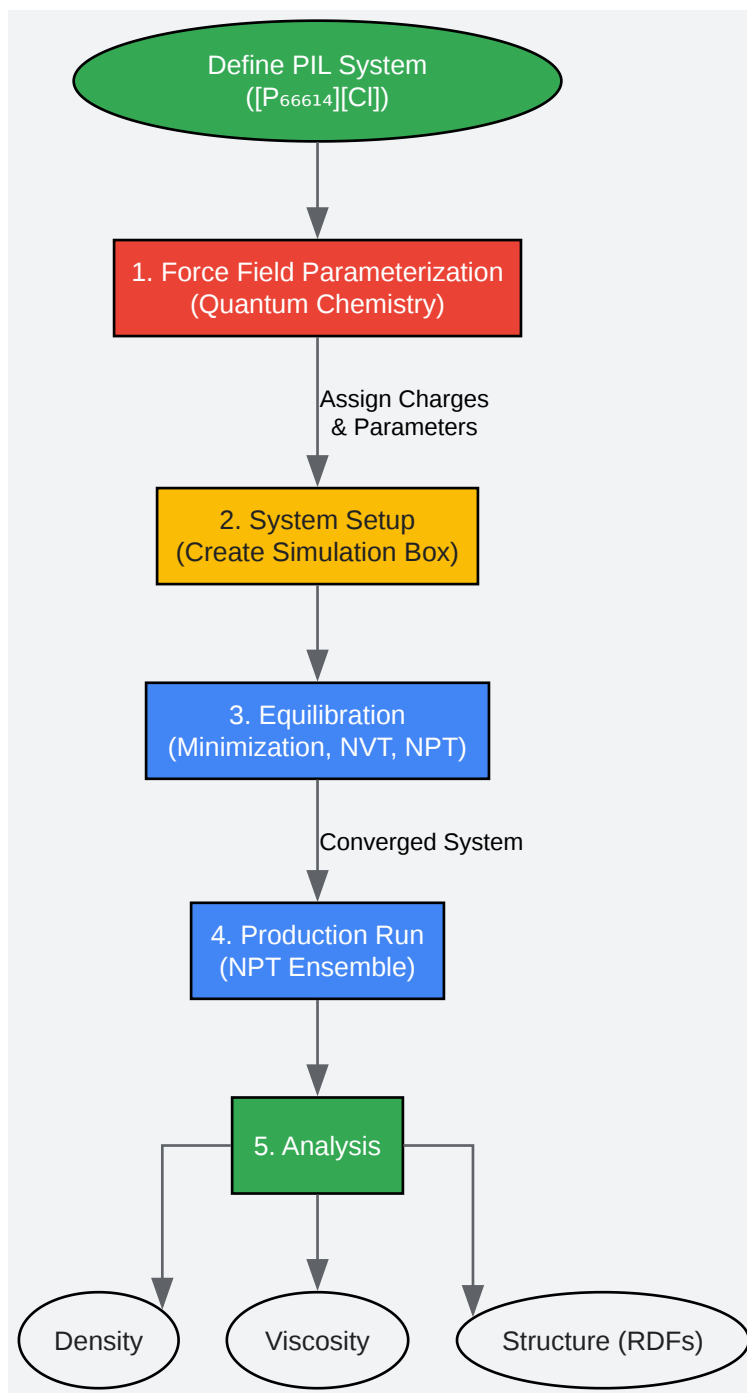 Define PIL System
([P₆₆₆₁₄][Cl])
1. Force Field Parameterization
(Quantum Chemistry)
Assign Charges
& Parameters
2. System Setup
(Create Simulation Box)
3. Equilibration
(Minimization, NVT, NPT)
Converged System
4. Production Run
(NPT Ensemble)
5. Analysis
Density
Viscosity
Structure (RDFs)